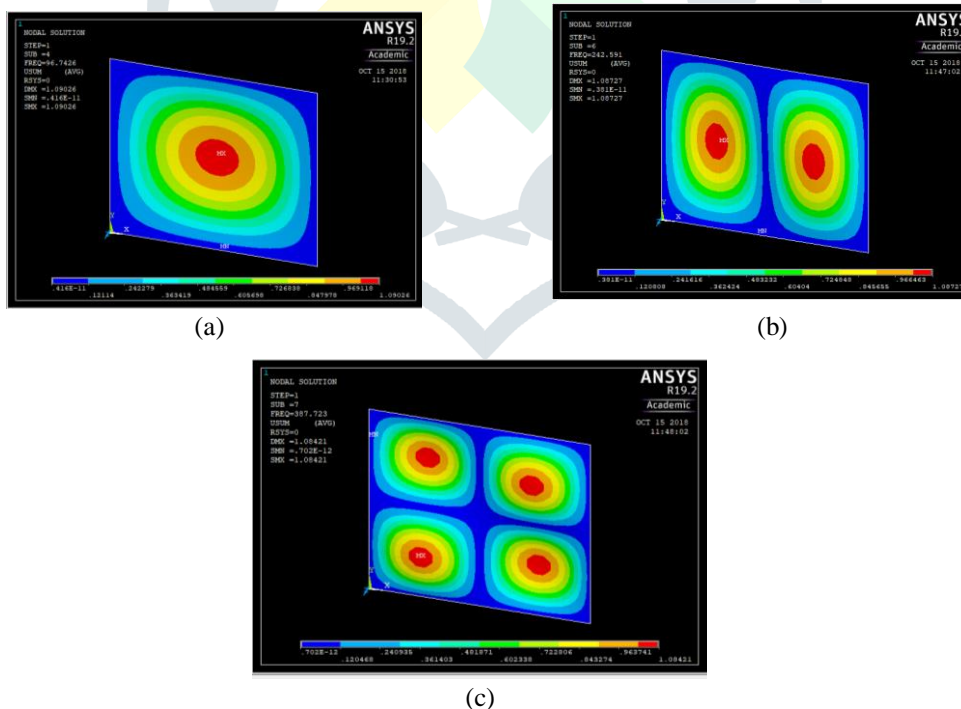 1
NODAL SOLUTION
STEP=1
SUB =4
FREQ=96.7426
USUM (AVG)
RSYS=0
DMX =1.09026
SMN =.416E-11
SMX =1.09026
ANSYS
R19.2
Academic
OCT 15 2018
11:30:53
MX
Y
X
MN
.416E-11 .242279 .484559 .726838 .969118
.12114 .363419 .605698 .847978 1.09026
(a)
1
NODAL SOLUTION
STEP=1
SUB =6
FREQ=242.591
USUM (AVG)
RSYS=0
DMX =1.08727
SMN =.381E-11
SMX =1.08727
ANSYS
R19.
Academic
OCT 15 2018
11:47:02
MX
X
MN
.381E-11 .241616 .483232 .724848 .966463
.120808 .362424 .60404 .845655 1.08727
(b)
1
NODAL SOLUTION
STEP=1
SUB =7
FREQ=387.723
USUM (AVG)
RSYS=0
DMX =1.08421
SMN =.702E-12
SMX =1.08421
ANSYS
R19.2
Academic
OCT 15 2018
11:48:02
MN
MX
Y
X
.702E-12 .240935 .481871 .722806 .963741
.120468 .361403 .602338 .843274 1.08421
(c)